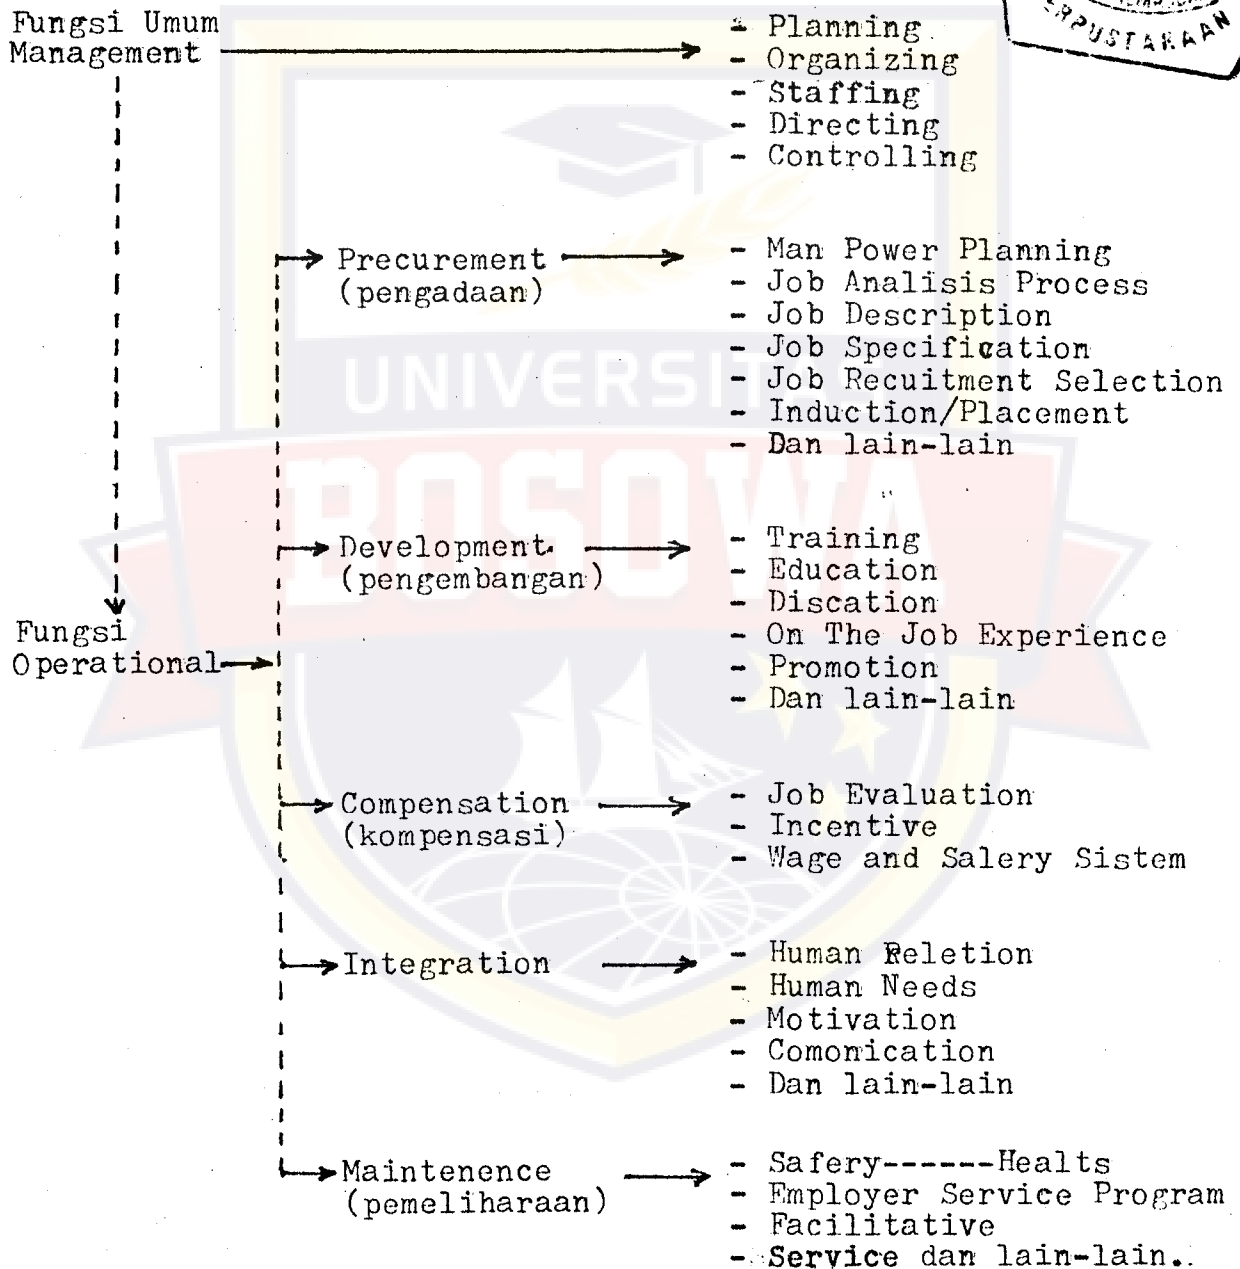 Fungsi Umum
Management
- Planning
- Organizing
- Staffing
- Directing
- Controlling
Precurement
(pengadaan)
- Man Power Planning
- Job Analisis Process
- Job Description
- Job Specification
- Job Recuitment Selection
- Induction/Placement
- Dan lain-lain
Development.
(pengembangan)
- Training
- Education
- Discation
- On The Job Experience
- Promotion
- Dan lain-lain
Fungsi
Operational
Compensation
(kompensasi)
- Job Evaluation
- Incentive
- Wage and Salery Sistem
Integration
- Human Reletion
- Human Needs
- Motivation
- Comonication
- Dan lain-lain
Maintenence
(pemeliharaan)
- Safery------Healts
- Employer Service Program
- Facilitative
- Service dan lain-lain..
UNIVERSITAS
BOSOWA